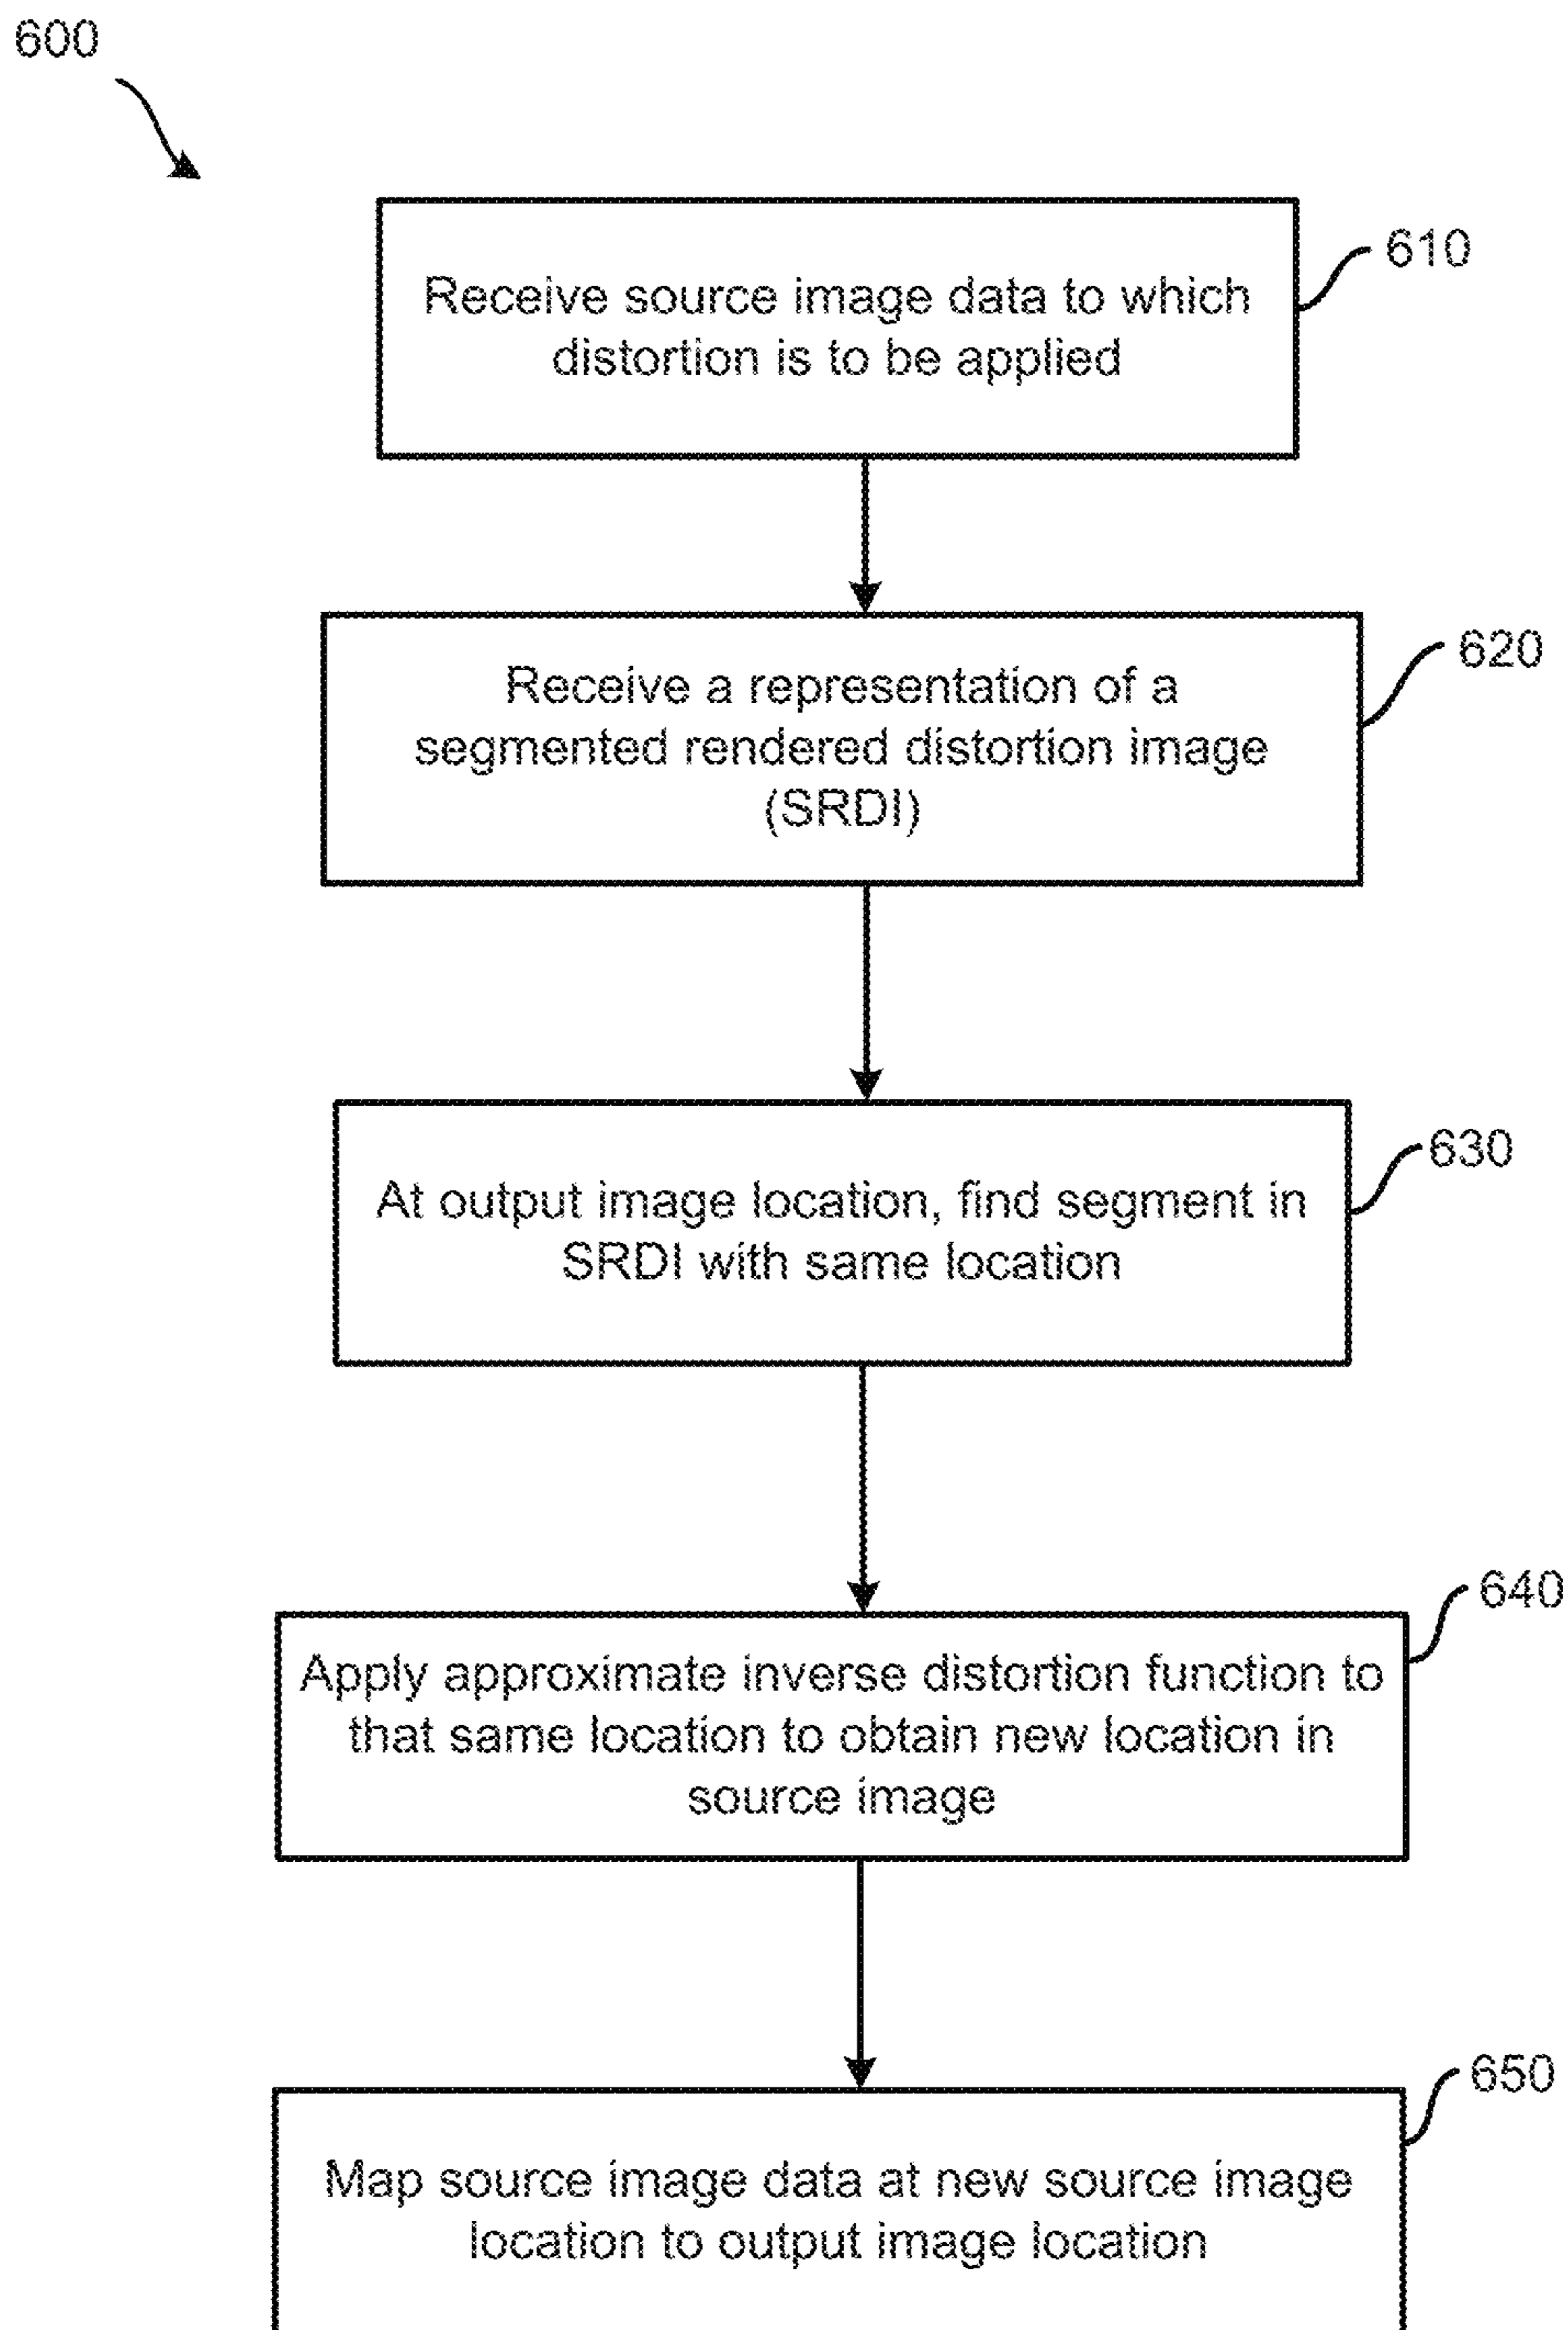 600
Receive source image data to which
distortion is to be applied
610
Receive a representation of a
segmented rendered distortion image
(SRDI)
620
At output image location, find segment in
SRDI with same location
630
Apply approximate inverse distortion function to
that same location to obtain new location in
source image
640
Map source image data at new source image
location to output image location
650